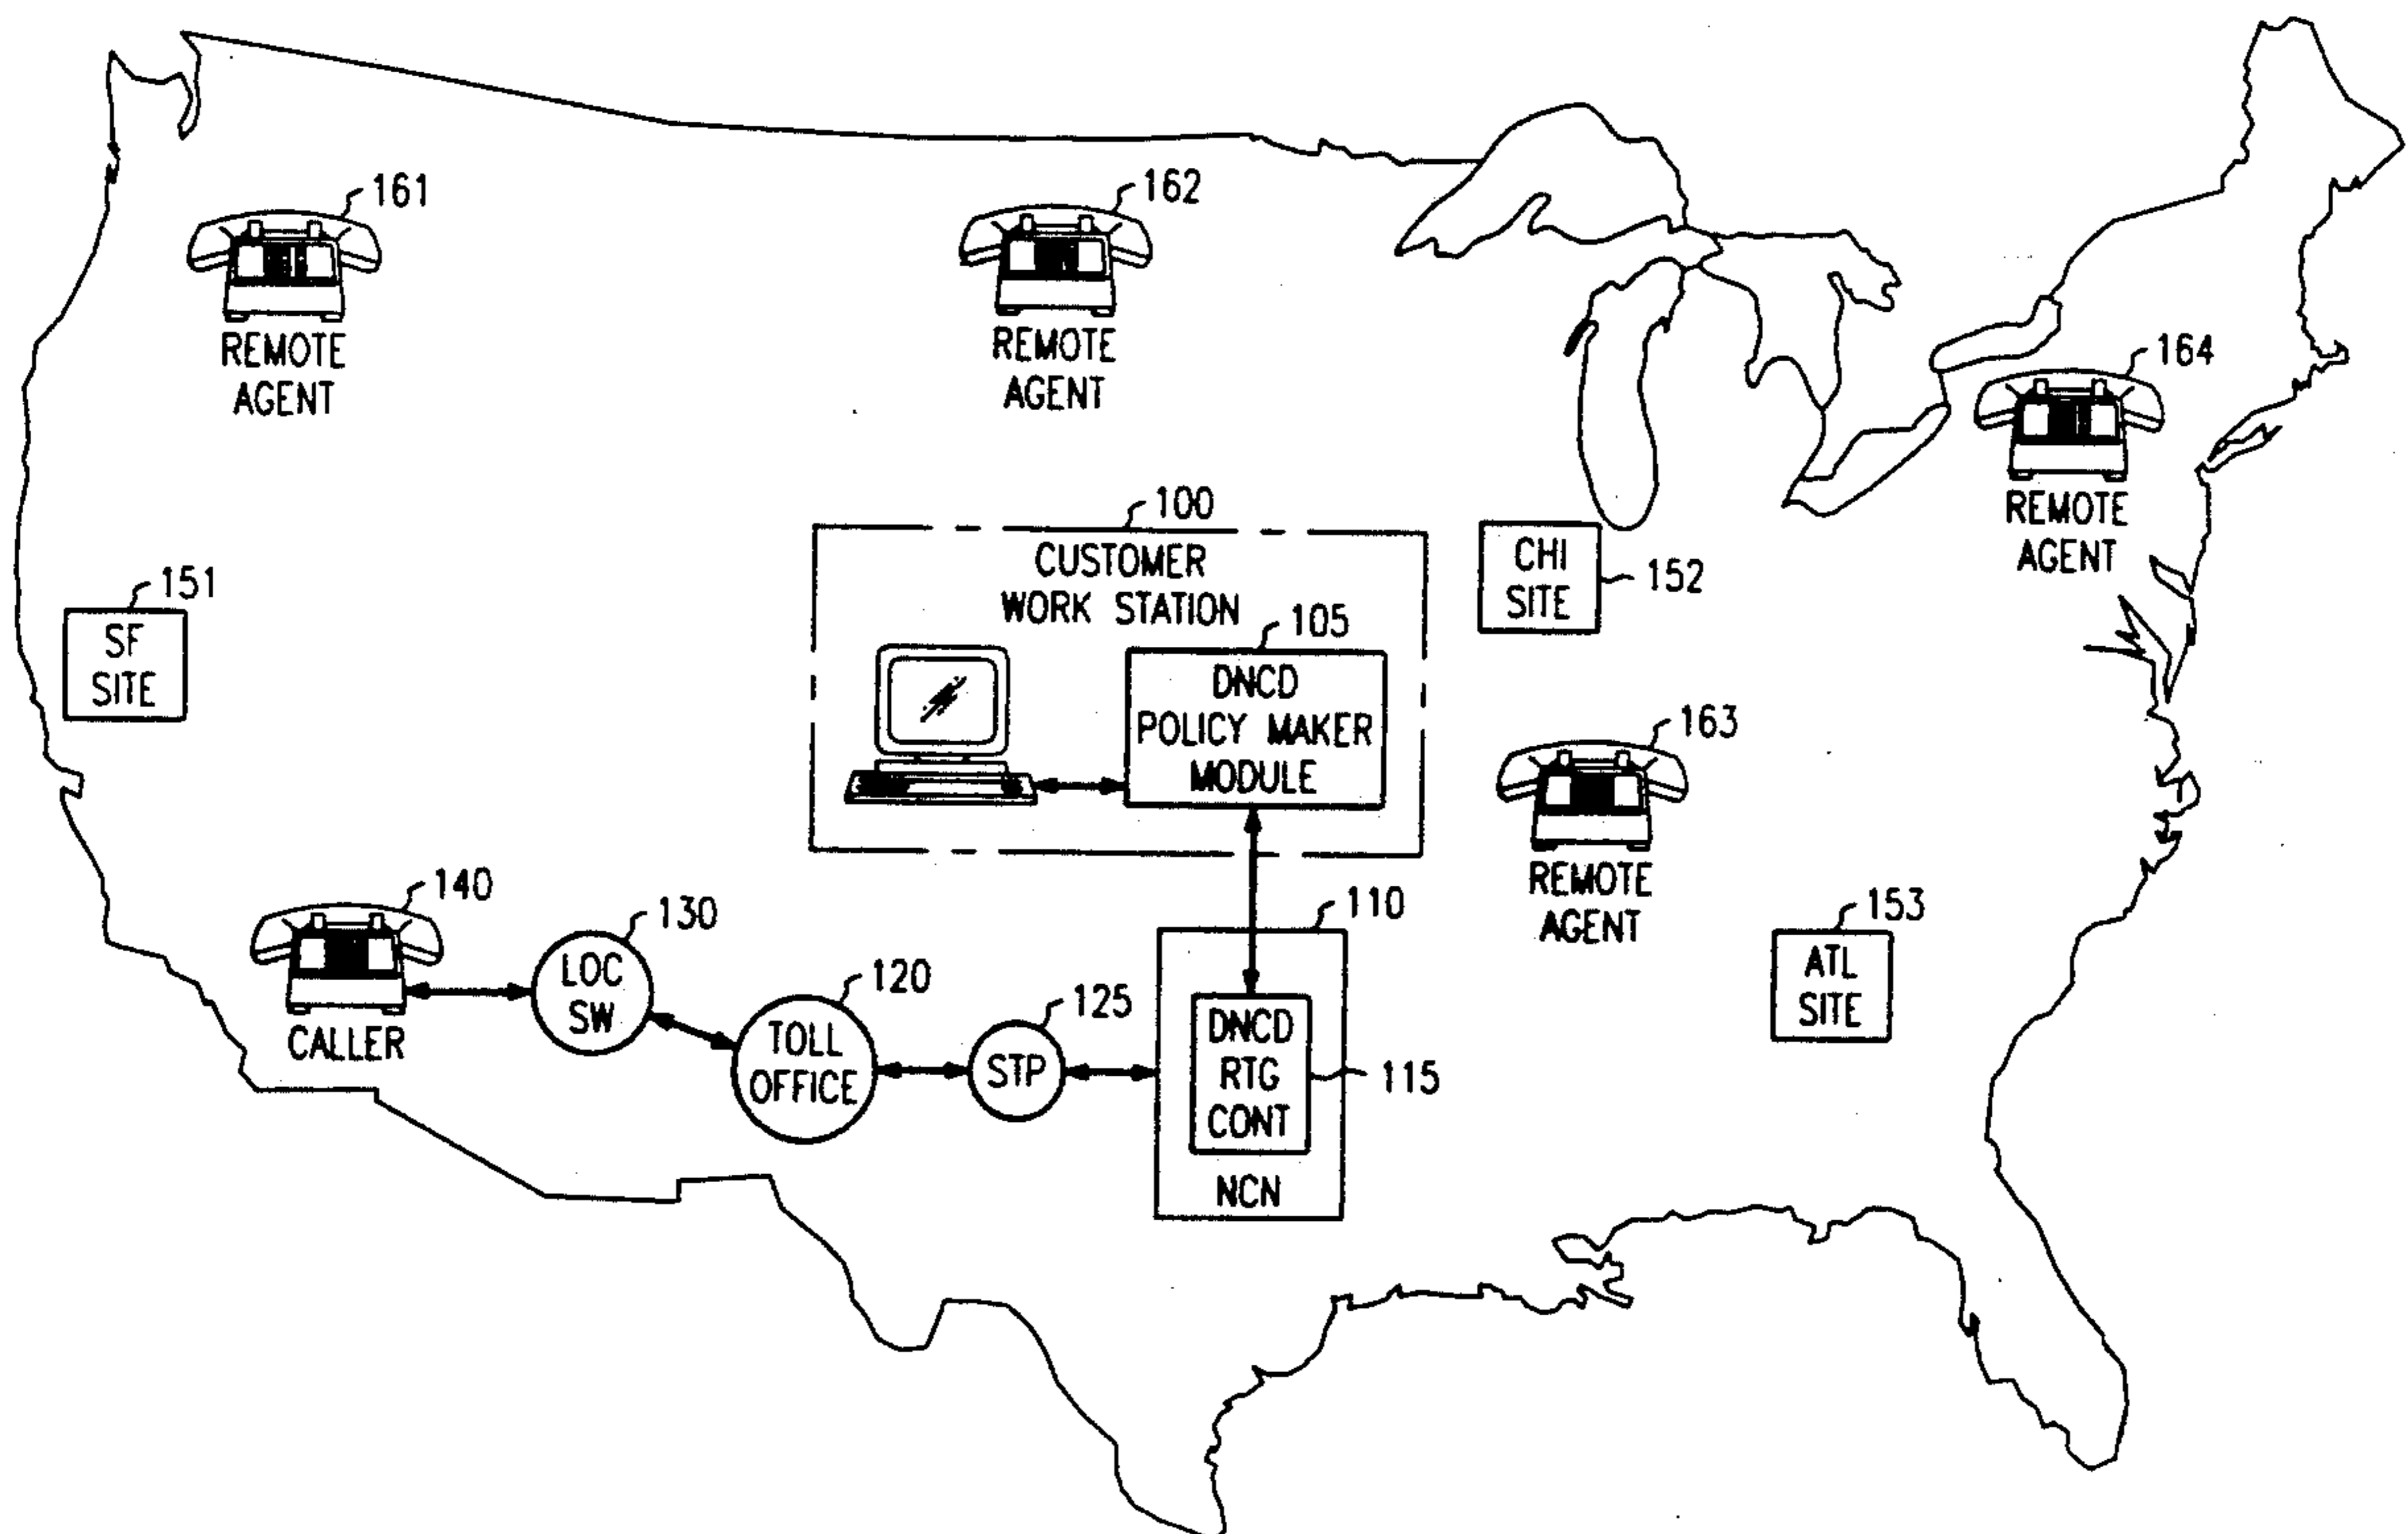 161
REMOTE
AGENT
162
REMOTE
AGENT
164
REMOTE
AGENT
100
CUSTOMER
WORK STATION
105
DNCD
POLICY MAKER
MODULE
CHI
SITE
152
151
SF
SITE
163
REMOTE
AGENT
140
CALLER
130
LOC
SW
120
TOLL
OFFICE
125
STP
110
DNCD
RTG
CONT
115
NCN
153
ATL
SITE